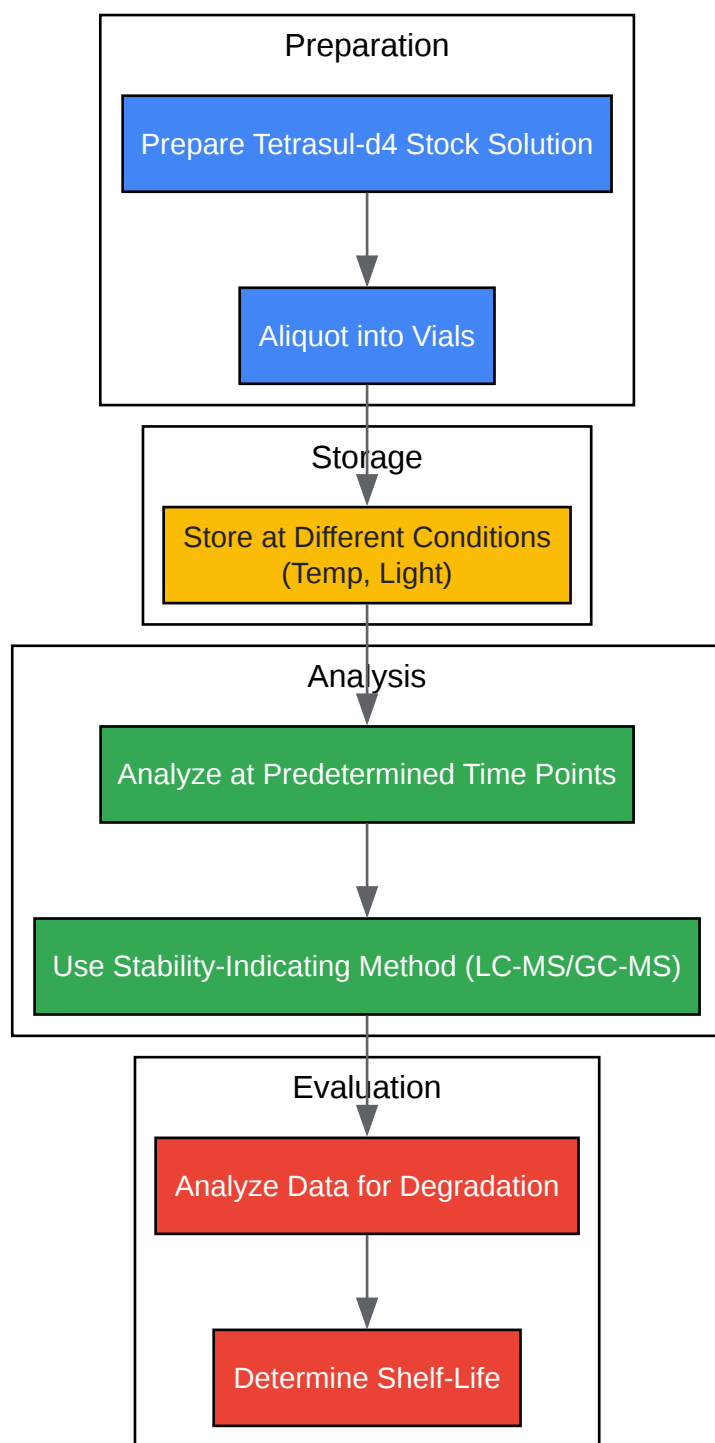 Preparation
Prepare Tetrasul-d4 Stock Solution
Aliquot into Vials
Storage
Store at Different Conditions
(Temp, Light)
Analysis
Analyze at Predetermined Time Points
Use Stability-Indicating Method (LC-MS/GC-MS)
Evaluation
Analyze Data for Degradation
Determine Shelf-Life